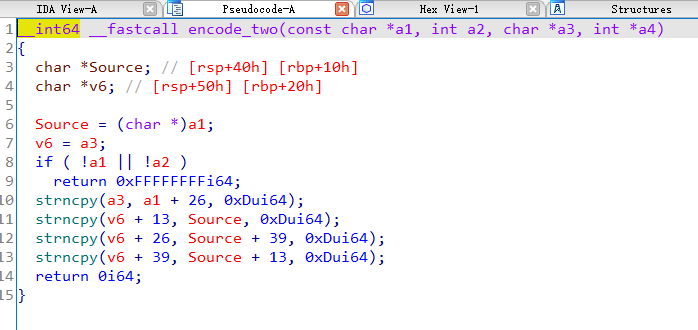 IDA View-A Pseudocode-A Hex View-1 A Structures
1 __int64 __fastcall encode_two(const char *a1, int a2, char *a3, int *a4)
2 {
3 char *Source; // [rsp+40h] [rbp+10h]
4 char *v6; // [rsp+50h] [rbp+20h]
5
6 Source = (char *)a1;
7 v6 = a3;
8 if ( !a1 || !a2 )
9 return 0xFFFFFFFFi64;
10 strncpy(a3, a1 + 26, 0xDui64);
11 strncpy(v6 + 13, Source, 0xDui64);
12 strncpy(v6 + 26, Source + 39, 0xDui64);
13 strncpy(v6 + 39, Source + 13, 0xDui64);
14 return 0i64;
15 }